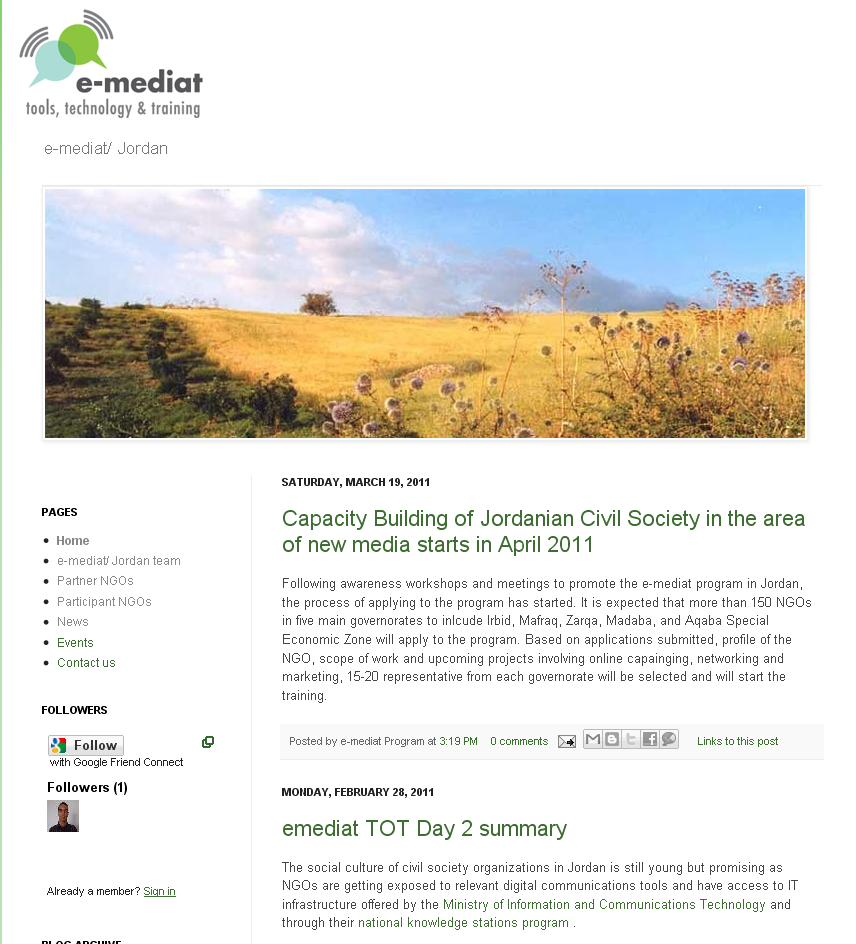 e-mediat
tools, technology & training
e-mediat/ Jordan
PAGES
Home
e-mediat/ Jordan team
Partner NGOs
Participant NGOs
News
Events
Contact us
FOLLOWERS
Follow
with Google Friend Connect
Followers (1)
Already a member? Sign in
BLOG ARCHIVE
SATURDAY, MARCH 19, 2011
Capacity Building of Jordanian Civil Society in the area
of new media starts in April 2011
Following awareness workshops and meetings to promote the e-mediat program in Jordan,
the process of applying to the program has started. It is expected that more than 150 NGOs
in five main governorates to inlcude Irbid, Mafraq, Zarqa, Madaba, and Aqaba Special
Economic Zone will apply to the program. Based on applications submitted, profile of the
NGO, scope of work and upcoming projects involving online capainging, networking and
marketing, 15-20 representative from each governorate will be selected and will start the
training.
Posted by e-mediat Program at 3:19 PM 0 comments Links to this post
MONDAY, FEBRUARY 28, 2011
emediat TOT Day 2 summary
The social culture of civil society organizations in Jordan is still young but promising as
NGOs are getting exposed to relevant digital communications tools and have access to IT
infrastructure offered by the Ministry of Information and Communications Technology and
through their national knowledge stations program .